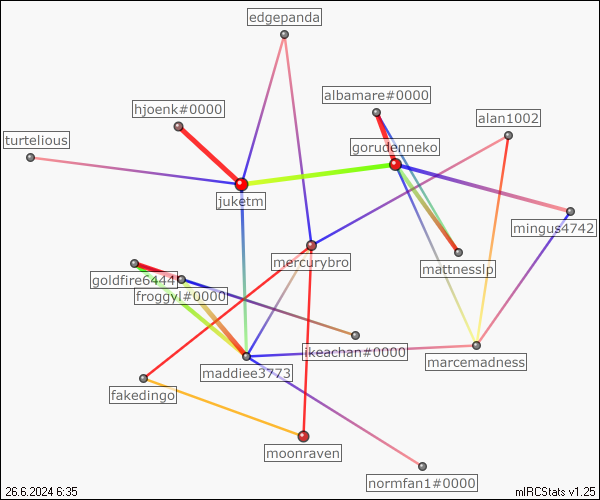 edgepanda
albamare#0000
hjoenk#0000
alan1002
turtelious
gorudenneko
juketm
mingus4742
mercurybro
mattnesslp
goldfire6444
froggyl#0000
ikeachan#0000
marcemadness
maddiee3773
fakedingo
moonraven
normfan1#0000
26.6.2024 6:35
mIRCStats v1.25